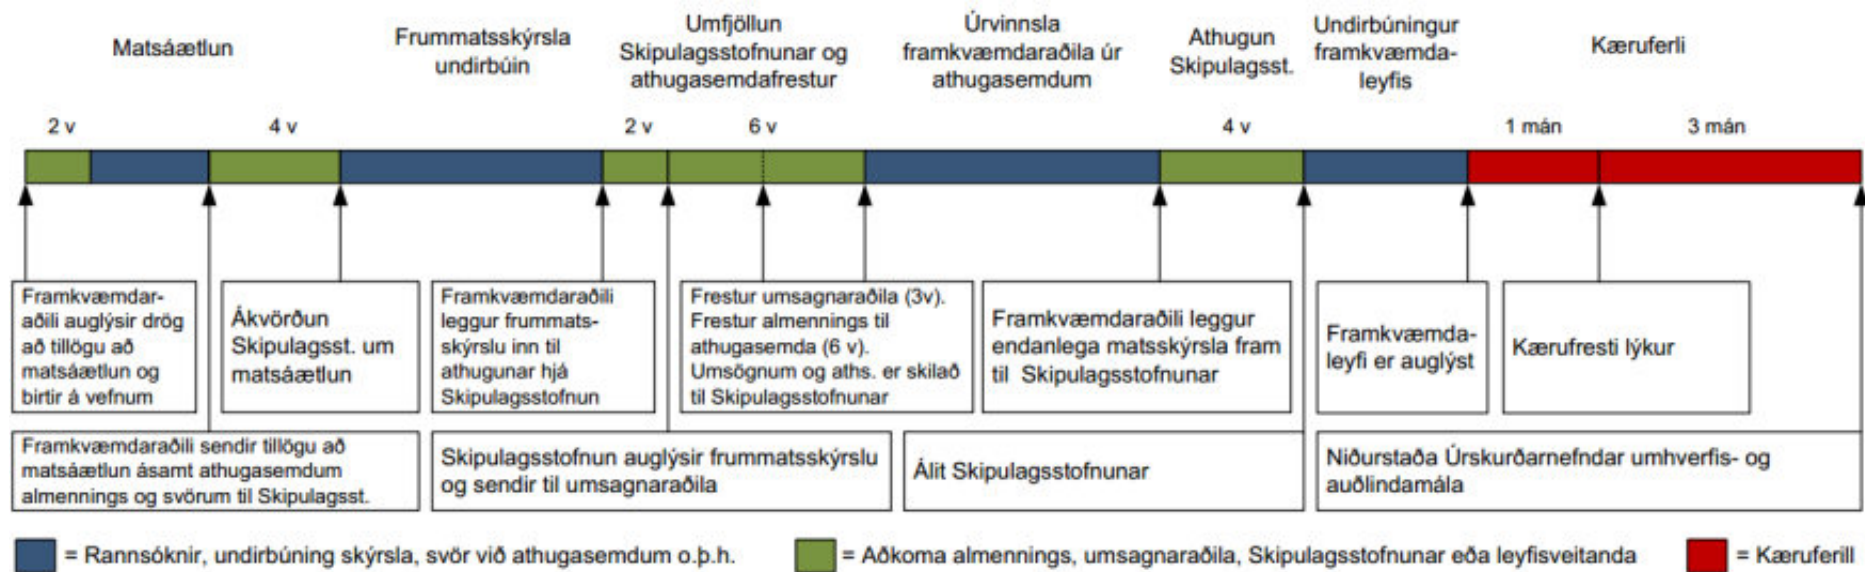 Matsáætlun
Frummatsskýrsla
undirbúin
Umfjöllun
Skipulagsstofnunar og
athugasemdafrestur
Úrvinnsla
framkvæmdaraðila úr
athugasemdum
Athugun
Skipulagsst.
Undirbúningur
framkvæmda-
leyfis
Kæruferli
2 v
4 v
2 v
6 v
4 v
1 mán
3 mán
Framkvæmdar-
aðili auglýsir drög
að tillögu að
matsáætlun og
birtir á vefnum
Ákvörðun
Skipulagsst. um
matsáætlun
Framkvæmdaraðili
leggur frummats-
skýrslu inn til
athugunar hjá
Skipulagsstofnun
Frestur umsagnaraðila (3v).
Frestur almennings til
athugasemda (6 v).
Umsögnum og aths. er skilað
til Skipulagsstofnunar
Framkvæmdaraðili leggur
endanlega matsskýrsla fram
til Skipulagsstofnunar
Framkvæmda-
leyfi er auglýst
Kærufresti lýkur
Framkvæmdaraðili sendir tillögu að
matsáætlun ásamt athugasemdum
almennings og svörum til Skipulagsst.
Skipulagsstofnun auglýsir frummatsskýrslu
og sendir til umsagnaraðila
Álit Skipulagsstofnunar
Niðurstaða Úrskurðarnefndar umhverfis- og
auðlindamála
= Rannsóknir, undirbúning skýrsla, svör við athugasemdum o.þ.h.
= Aðkoma almennings, umsagnaraðila, Skipulagsstofnunar eða leyfisveitanda
= Kæruferill